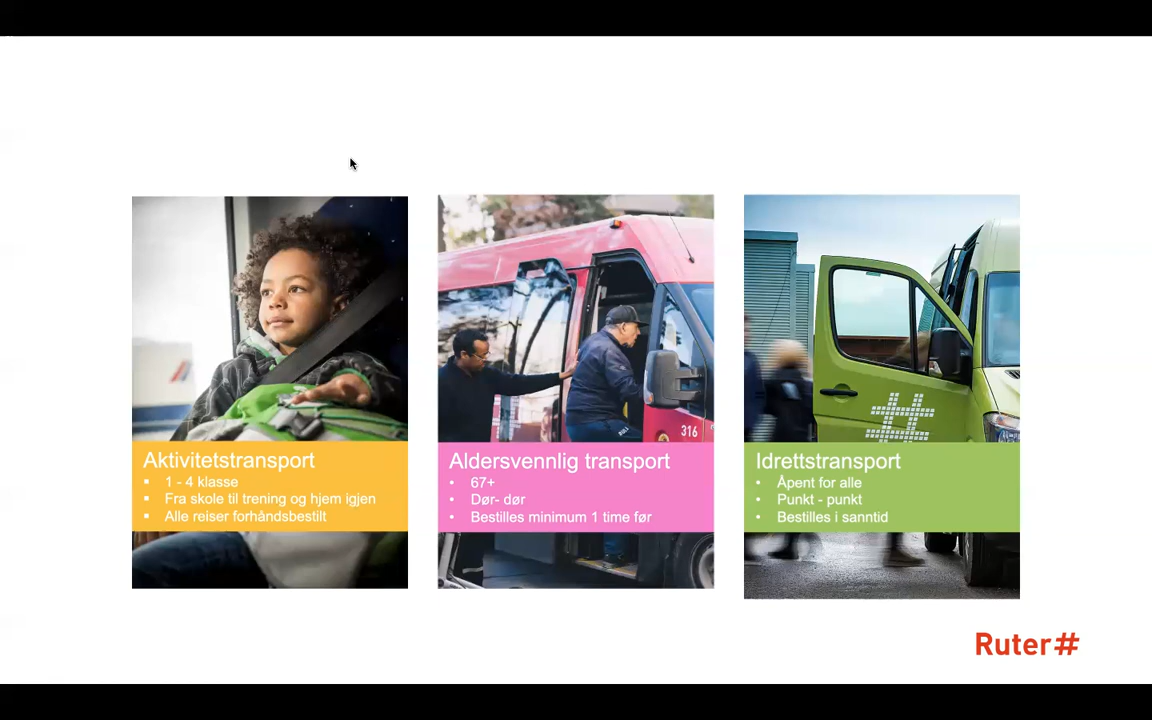 Aktivitetstransport
1 - 4 klasse
Fra skole til trening og hjem igjen
Alle reiser forhåndsbestilt
316
Aldersvennlig transport
67+
Dør- dør
Bestilles minimum 1 time før
Idrettstransport
Åpent for alle
Punkt - punkt
Bestilles i sanntid
Ruter#